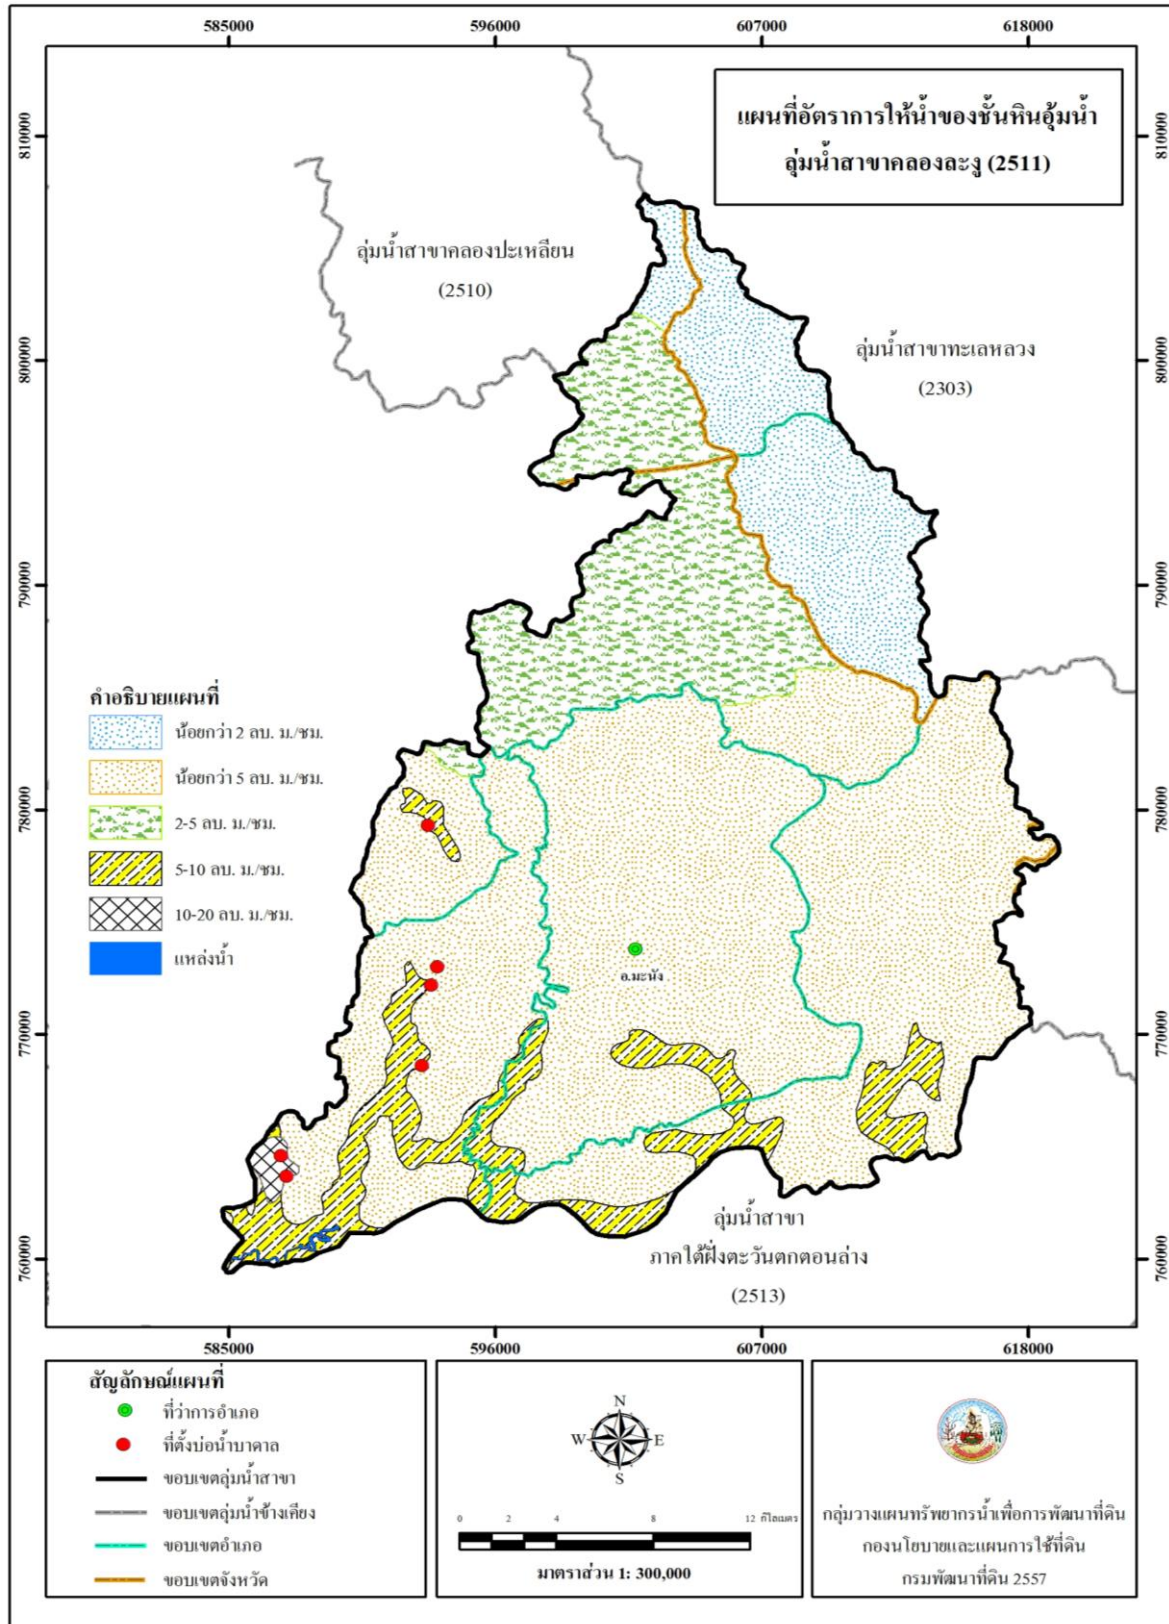 585000 596000 607000 618000
แผนที่อัตราการให้น้ำของชั้นหินอุ้มน้ำ
ลุ่มน้ำสาขาคลองละงู (2511)
810000 810000
ลุ่มน้ำสาขาคลองปะเหลียน
(2510)
ลุ่มน้ำสาขาทะเลหลวง
(2303)
800000 800000
790000 790000
คำอธิบายแผนที่
น้อยกว่า 2 ลบ. ม./ชม.
น้อยกว่า 5 ลบ. ม./ชม.
2-5 ลบ. ม./ชม.
5-10 ลบ. ม./ชม.
10-20 ลบ. ม./ชม.
แหล่งน้ำ
780000 780000
อ.มะนัง
770000 770000
760000 760000
ลุ่มน้ำสาขา
ภาคใต้ฝั่งตะวันตกตอนล่าง
(2513)
585000 596000 607000 618000
สัญลักษณ์แผนที่
ที่ว่าการอำเภอ
ที่ตั้งบ่อน้ำบาดาล
ขอบเขตลุ่มน้ำสาขา
ขอบเขตลุ่มน้ำข้างเคียง
ขอบเขตอำเภอ
ขอบเขตจังหวัด
N
W E
S
0 2 4 8 12 กิโลเมตร
มาตราส่วน 1: 300,000
กลุ่มวางแผนทรัพยากรน้ำเพื่อการพัฒนาที่ดิน
กองนโยบายและแผนการใช้ที่ดิน
กรมพัฒนาที่ดิน 2557